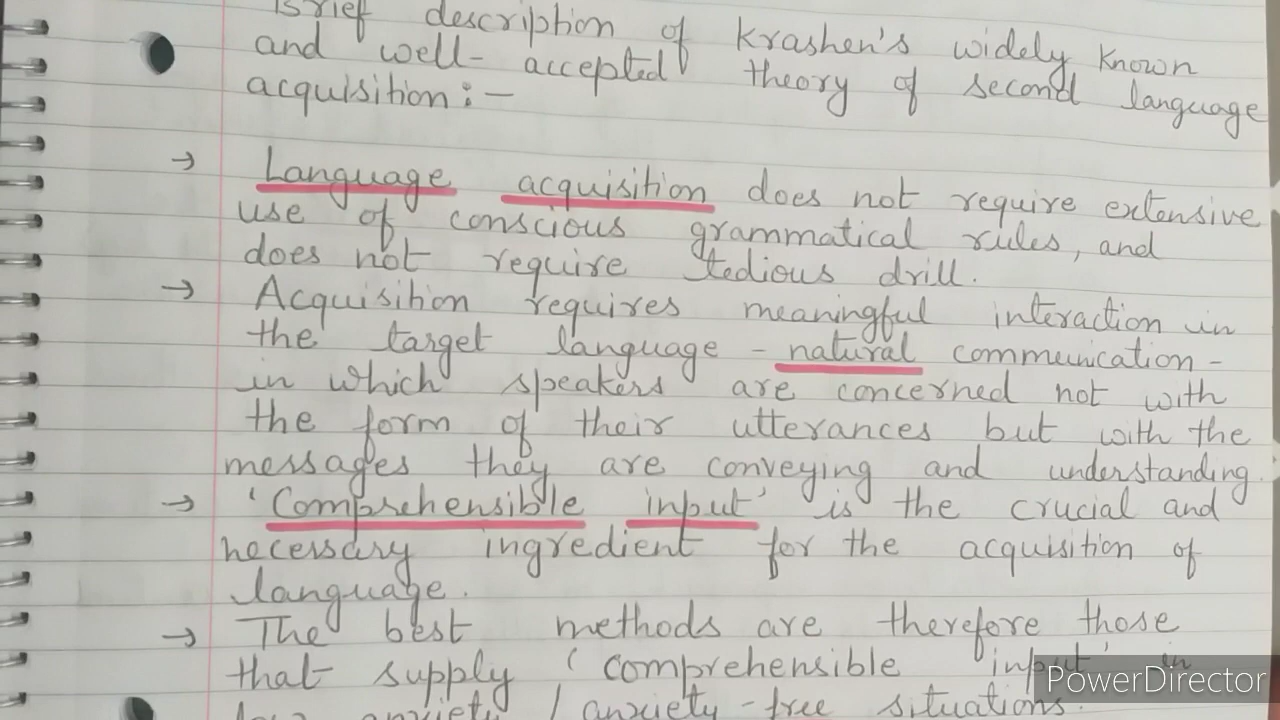 Brief description of Krashen's widely known
and well-accepted theory of second language
acquisition:-
→ Language acquisition does not require extensive
use of conscious grammatical rules, and
does not require tedious drill.
→ Acquisition requires meaningful interaction in
the target language - natural communication -
in which speakers are concerned not with
the form of their utterances but with the
messages they are conveying and understanding.
→ 'Comprehensible input' is the crucial and
necessary ingredient for the acquisition of
language.
→ The best methods are therefore those
that supply 'comprehensible input' in
low anxiety / anxiety-free situations.
PowerDirector